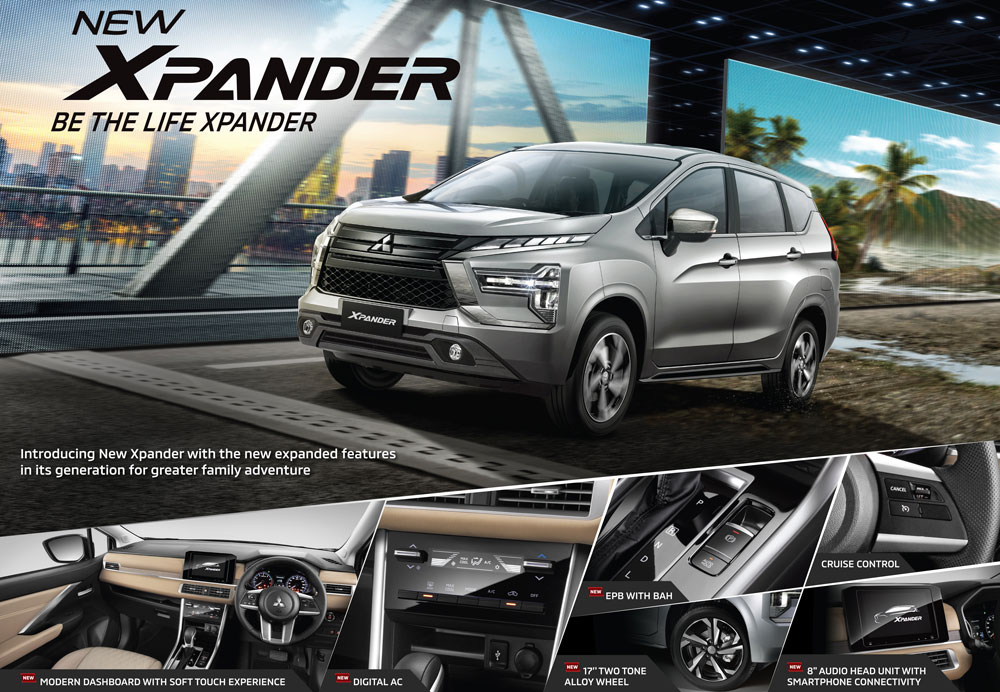 NEW
XPANDER
BE THE LIFE XPANDER
XPANDER
Introducing New Xpander with the new expanded features
in its generation for greater family adventure
CANCEL
P
D
L
A/C
OFF
NEW EPB WITH BAH
CRUISE CONTROL
XPANDER
NEW MODERN DASHBOARD WITH SOFT TOUCH EXPERIENCE
NEW DIGITAL AC
NEW 17" TWO TONE
ALLOY WHEEL
NEW 8" AUDIO HEAD UNIT WITH
SMARTPHONE CONNECTIVITY